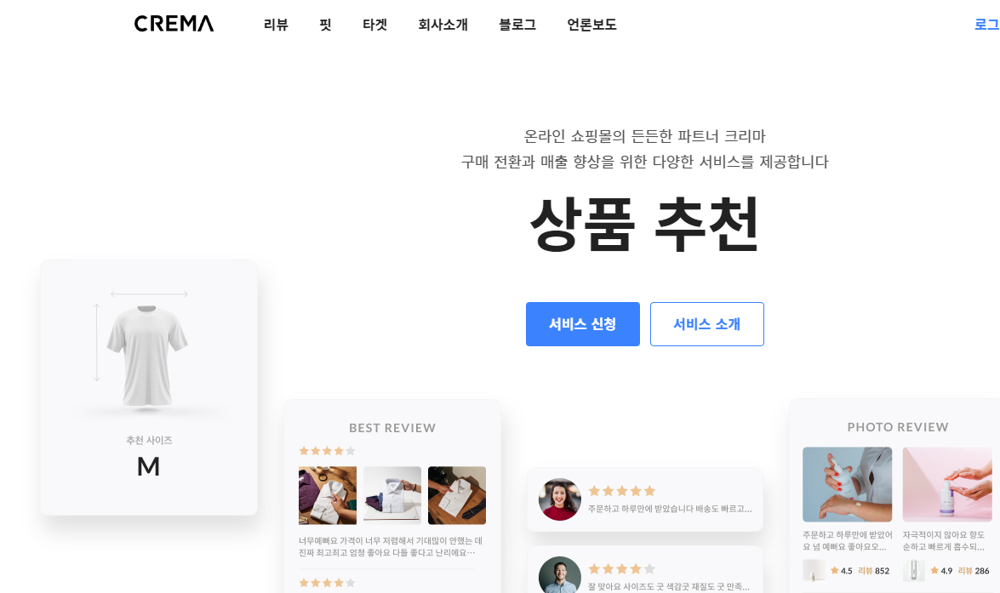 CREMA 리뷰 핏 타겟 회사소개 블로그 언론보도 로그
온라인 쇼핑몰의 든든한 파트너 크리마
구매 전환과 매출 향상을 위한 다양한 서비스를 제공합니다
상품 추천
서비스 신청 서비스 소개
추천 사이즈
M
BEST REVIEW
너무예뻐요 가격이 너무 저렴해서 기대많이 안했는 데
진짜 최고최고 엄청 좋아요 다들 좋다고 난리에요…
주문하고 하루만에 받았습니다 배송도 빠르고...
잘 맞아요 사이즈도 굿 색감굿 재질도 굿 만족...
PHOTO REVIEW
주문하고 하루만에 받았어
요 넘 예뻐요 좋아요오...
4.5 리뷰 852
자극적이지 않아요 향도
순하고 빠르게 흡수되...
4.9 리뷰 286